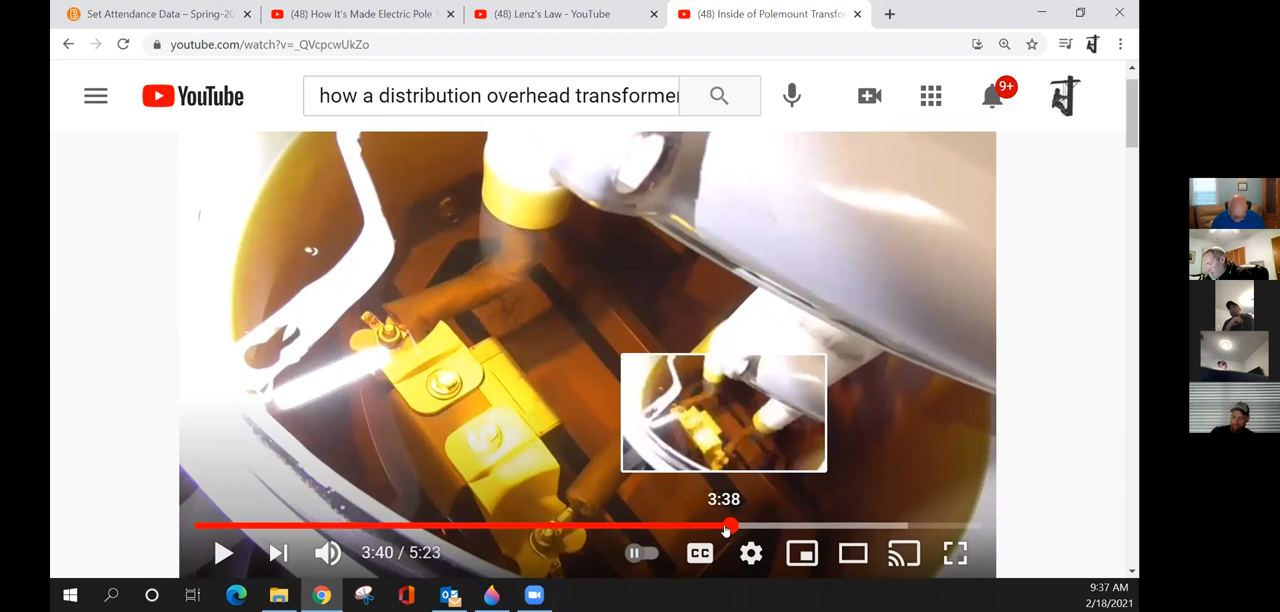 Set Attendance Data – Spring-20
(48) How It's Made Electric Pole
(48) Lenz's Law - YouTube
(48) Inside of Polemount Transfo
youtube.com/watch?v=_QVcpcwUkZo
YouTube
how a distribution overhead transformer
9+
3:38
3:40 / 5:23
CC
9:37 AM
2/18/2021